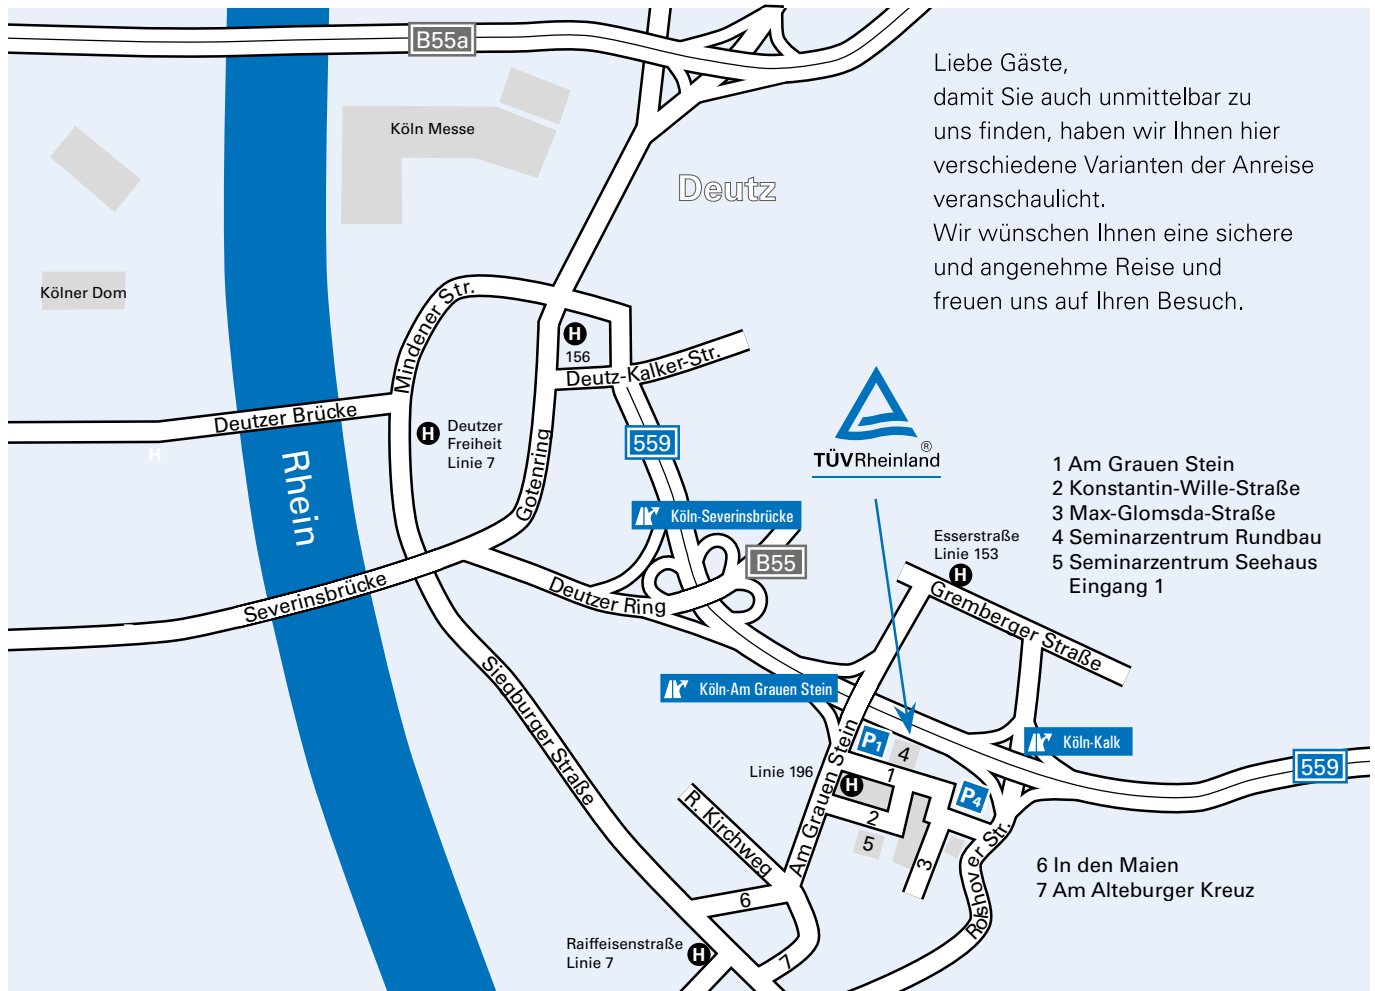 B55a
Liebe Gäste,
damit Sie auch unmittelbar zu
uns finden, haben wir Ihnen hier
verschiedene Varianten der Anreise
veranschaulicht.
Wir wünschen Ihnen eine sichere
und angenehme Reise und
freuen uns auf Ihren Besuch.
Köln Messe
Deutz
Kölner Dom
Mindener Str.
H
156
Deutz-Kalker-Str.
Deutzer Brücke
H
H
Deutzer
Freiheit
Linie 7
559
Gotenring
Rhein
TÜVRheinland
®
1 Am Grauen Stein
2 Konstantin-Wille-Straße
3 Max-Glomsda-Straße
4 Seminarzentrum Rundbau
5 Seminarzentrum Seehaus
Eingang 1
Köln-Severinsbrücke
B55
Esserstraße
Linie 153
H
Severinsbrücke
Deutzer Ring
Gremberger Straße
Siegburger Straße
Köln-Am Grauen Stein
Köln-Kalk
559
P1
4
Linie 196
H
1
P4
Am Grauen Stein
2
5
3
R. Kirchweg
Rolshover Str.
6 In den Maien
7 Am Alteburger Kreuz
6
7
Raiffeisenstraße
Linie 7
H